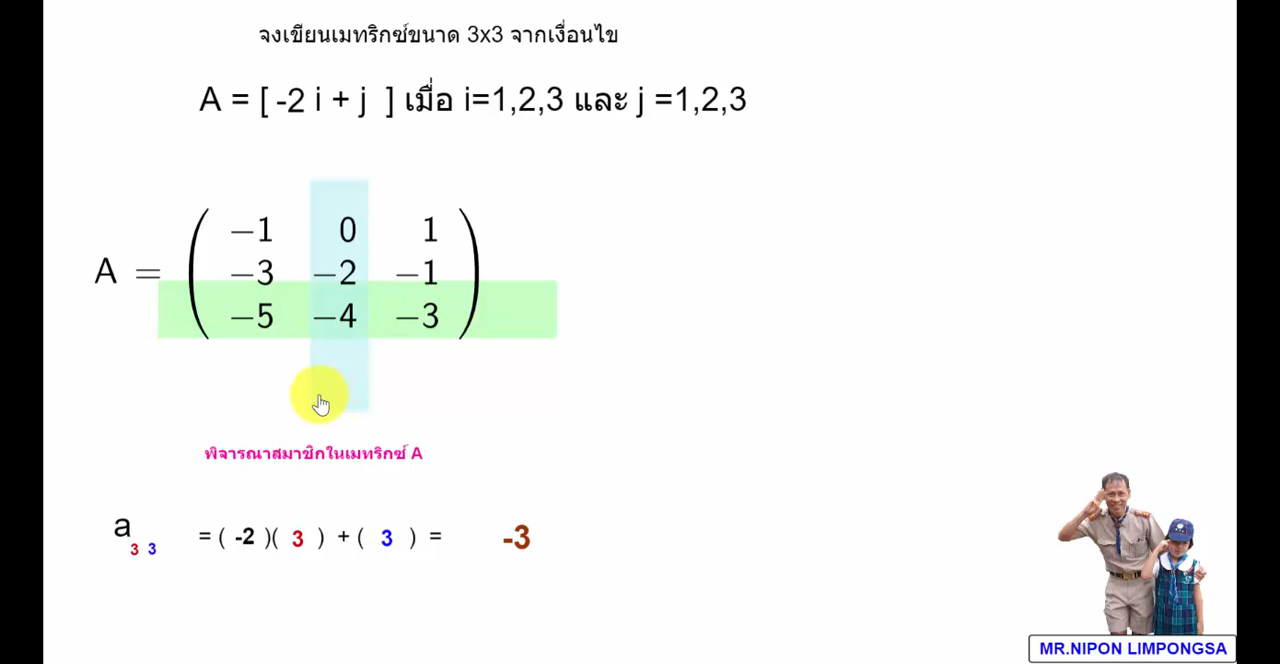 จงเขียนเมทริกซ์ขนาด 3x3 จากเงื่อนไข
A = [ -2 i + j ] เมื่อ i=1,2,3 และ j =1,2,3
−1 0 1
A = −3 −2 −1
−5 −4 −3
พิจารณาสมาชิกในเมทริกซ์ A
a 3 3 = ( -2 )( 3 ) + ( 3 ) = -3
MR.NIPON LIMPONGSA